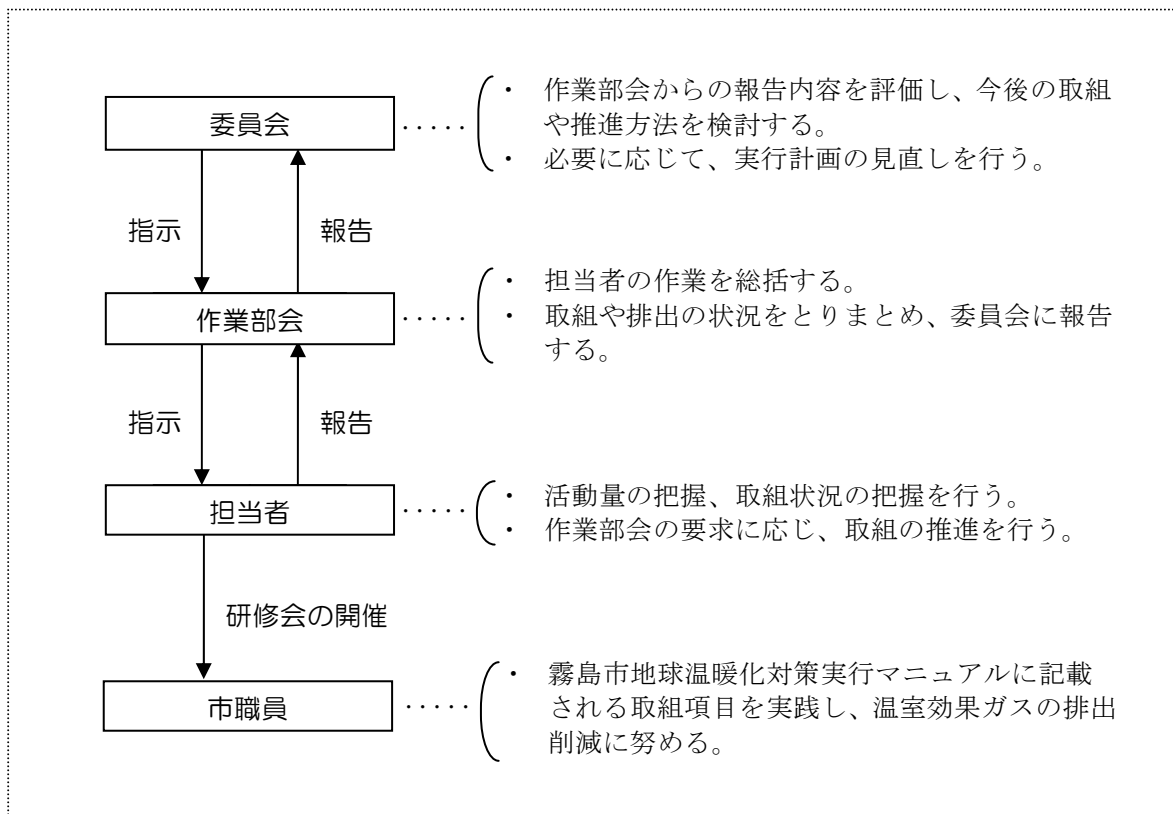 委員会
・ 作業部会からの報告内容を評価し、今後の取組
や推進方法を検討する。
・ 必要に応じて、実行計画の見直しを行う。
指示
報告
作業部会
・ 担当者の作業を総括する。
・ 取組や排出の状況をとりまとめ、委員会に報告
する。
指示
報告
担当者
・ 活動量の把握、取組状況の把握を行う。
・ 作業部会の要求に応じ、取組の推進を行う。
研修会の開催
市職員
・ 霧島市地球温暖化対策実行マニュアルに記載
される取組項目を実践し、温室効果ガスの排出
削減に努める。